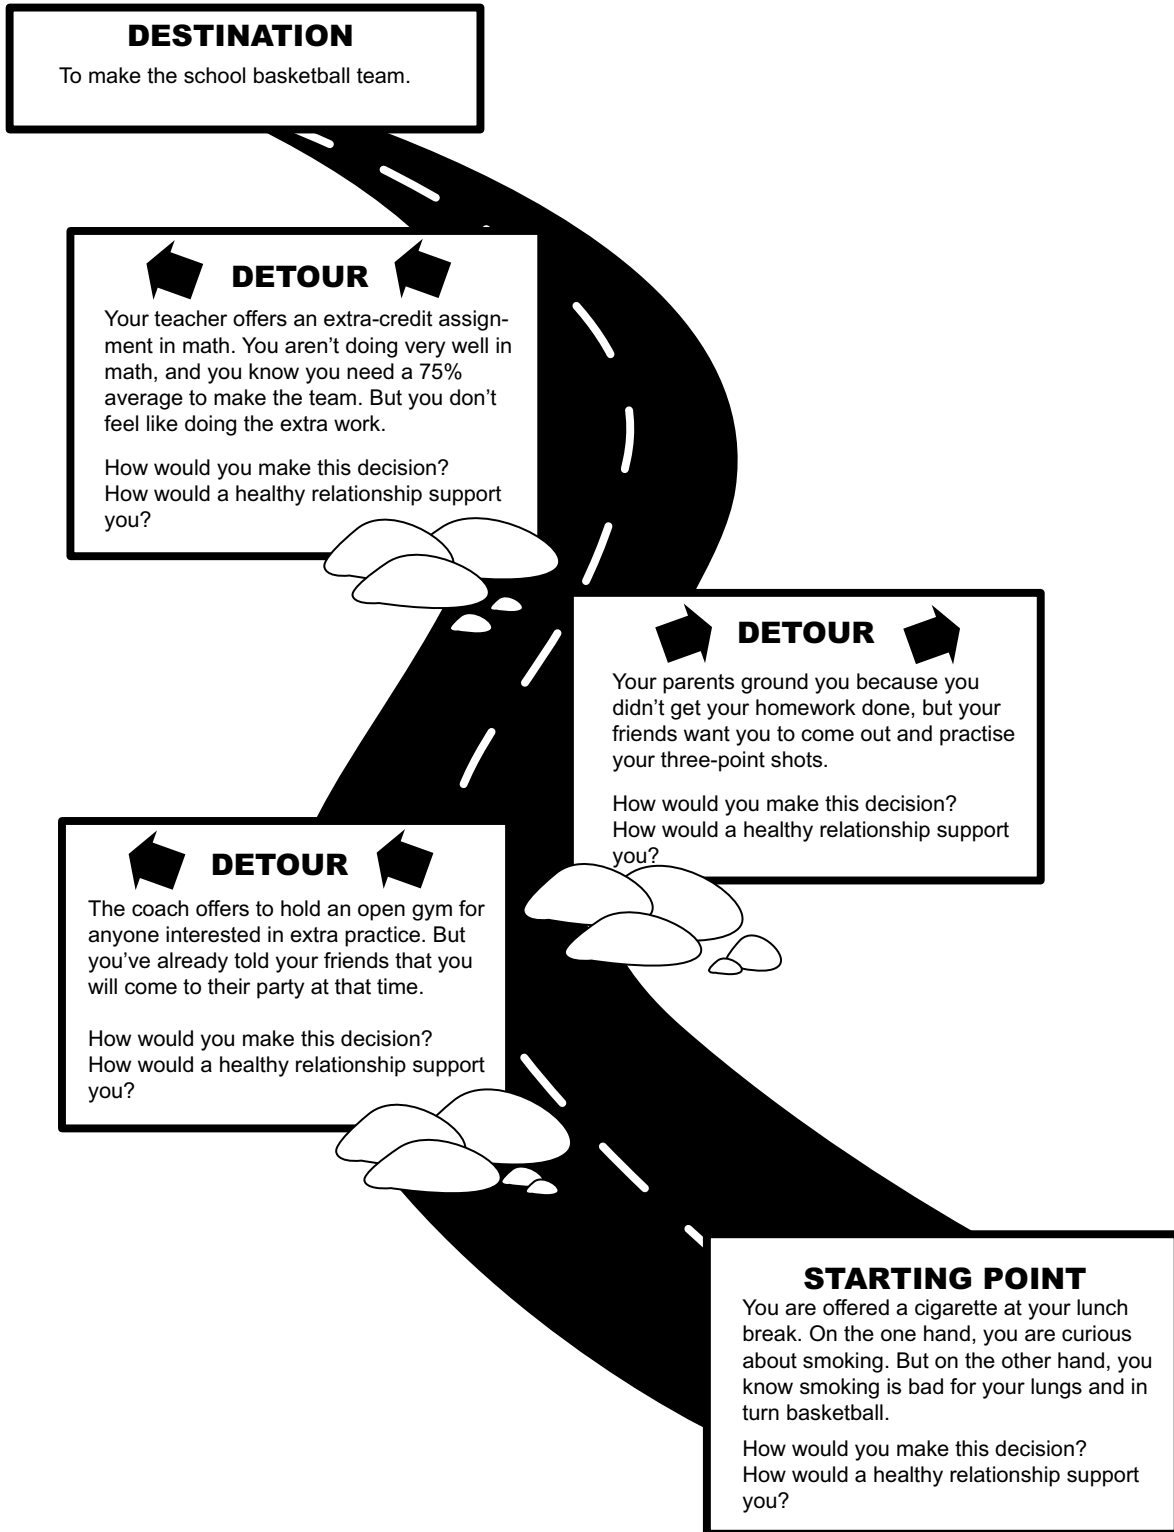 DESTINATION
To make the school basketball team.
DETOUR
Your teacher offers an extra-credit assign-
ment in math. You aren't doing very well in
math, and you know you need a 75%
average to make the team. But you don't
feel like doing the extra work.
How would you make this decision?
How would a healthy relationship support
you?
DETOUR
Your parents ground you because you
didn't get your homework done, but your
friends want you to come out and practise
your three-point shots.
How would you make this decision?
How would a healthy relationship support
you?
DETOUR
The coach offers to hold an open gym for
anyone interested in extra practice. But
you've already told your friends that you
will come to their party at that time.
How would you make this decision?
How would a healthy relationship support
you?
STARTING POINT
You are offered a cigarette at your lunch
break. On the one hand, you are curious
about smoking. But on the other hand, you
know smoking is bad for your lungs and in
turn basketball.
How would you make this decision?
How would a healthy relationship support
you?